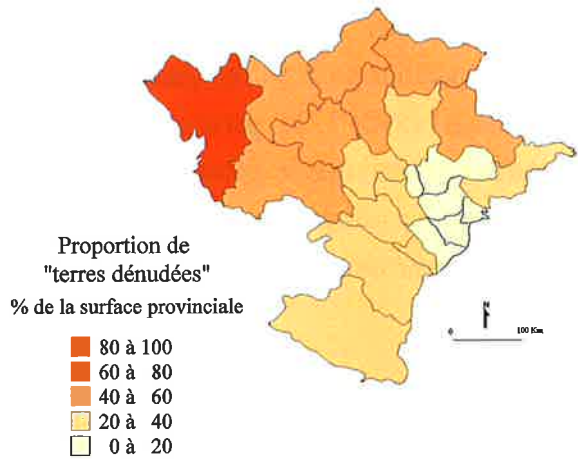 Proportion de
"terres dénudées"
% de la surface provinciale
80 à 100
60 à 80
40 à 60
20 à 40
0 à 20
N
0 100 Km